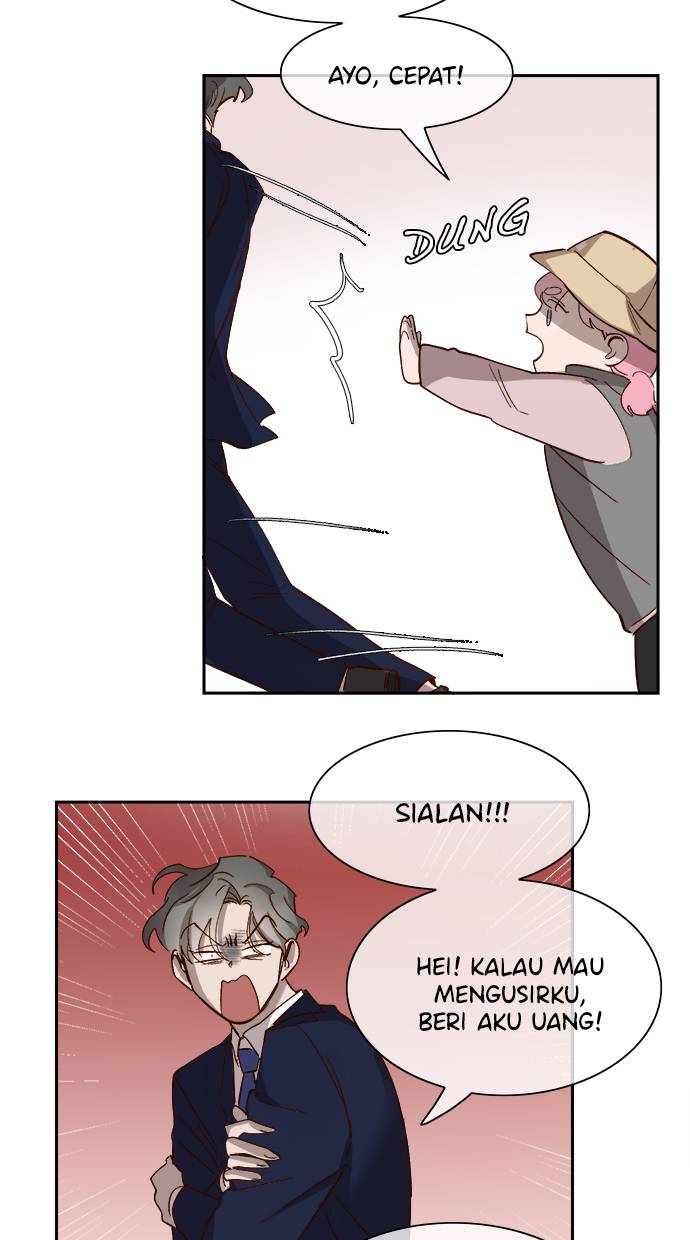 AYO, CEPAT!
DUNG
SIALAN!!!
HEI! KALAU MAU
MENGUSIRKU,
BERI AKU UANG!